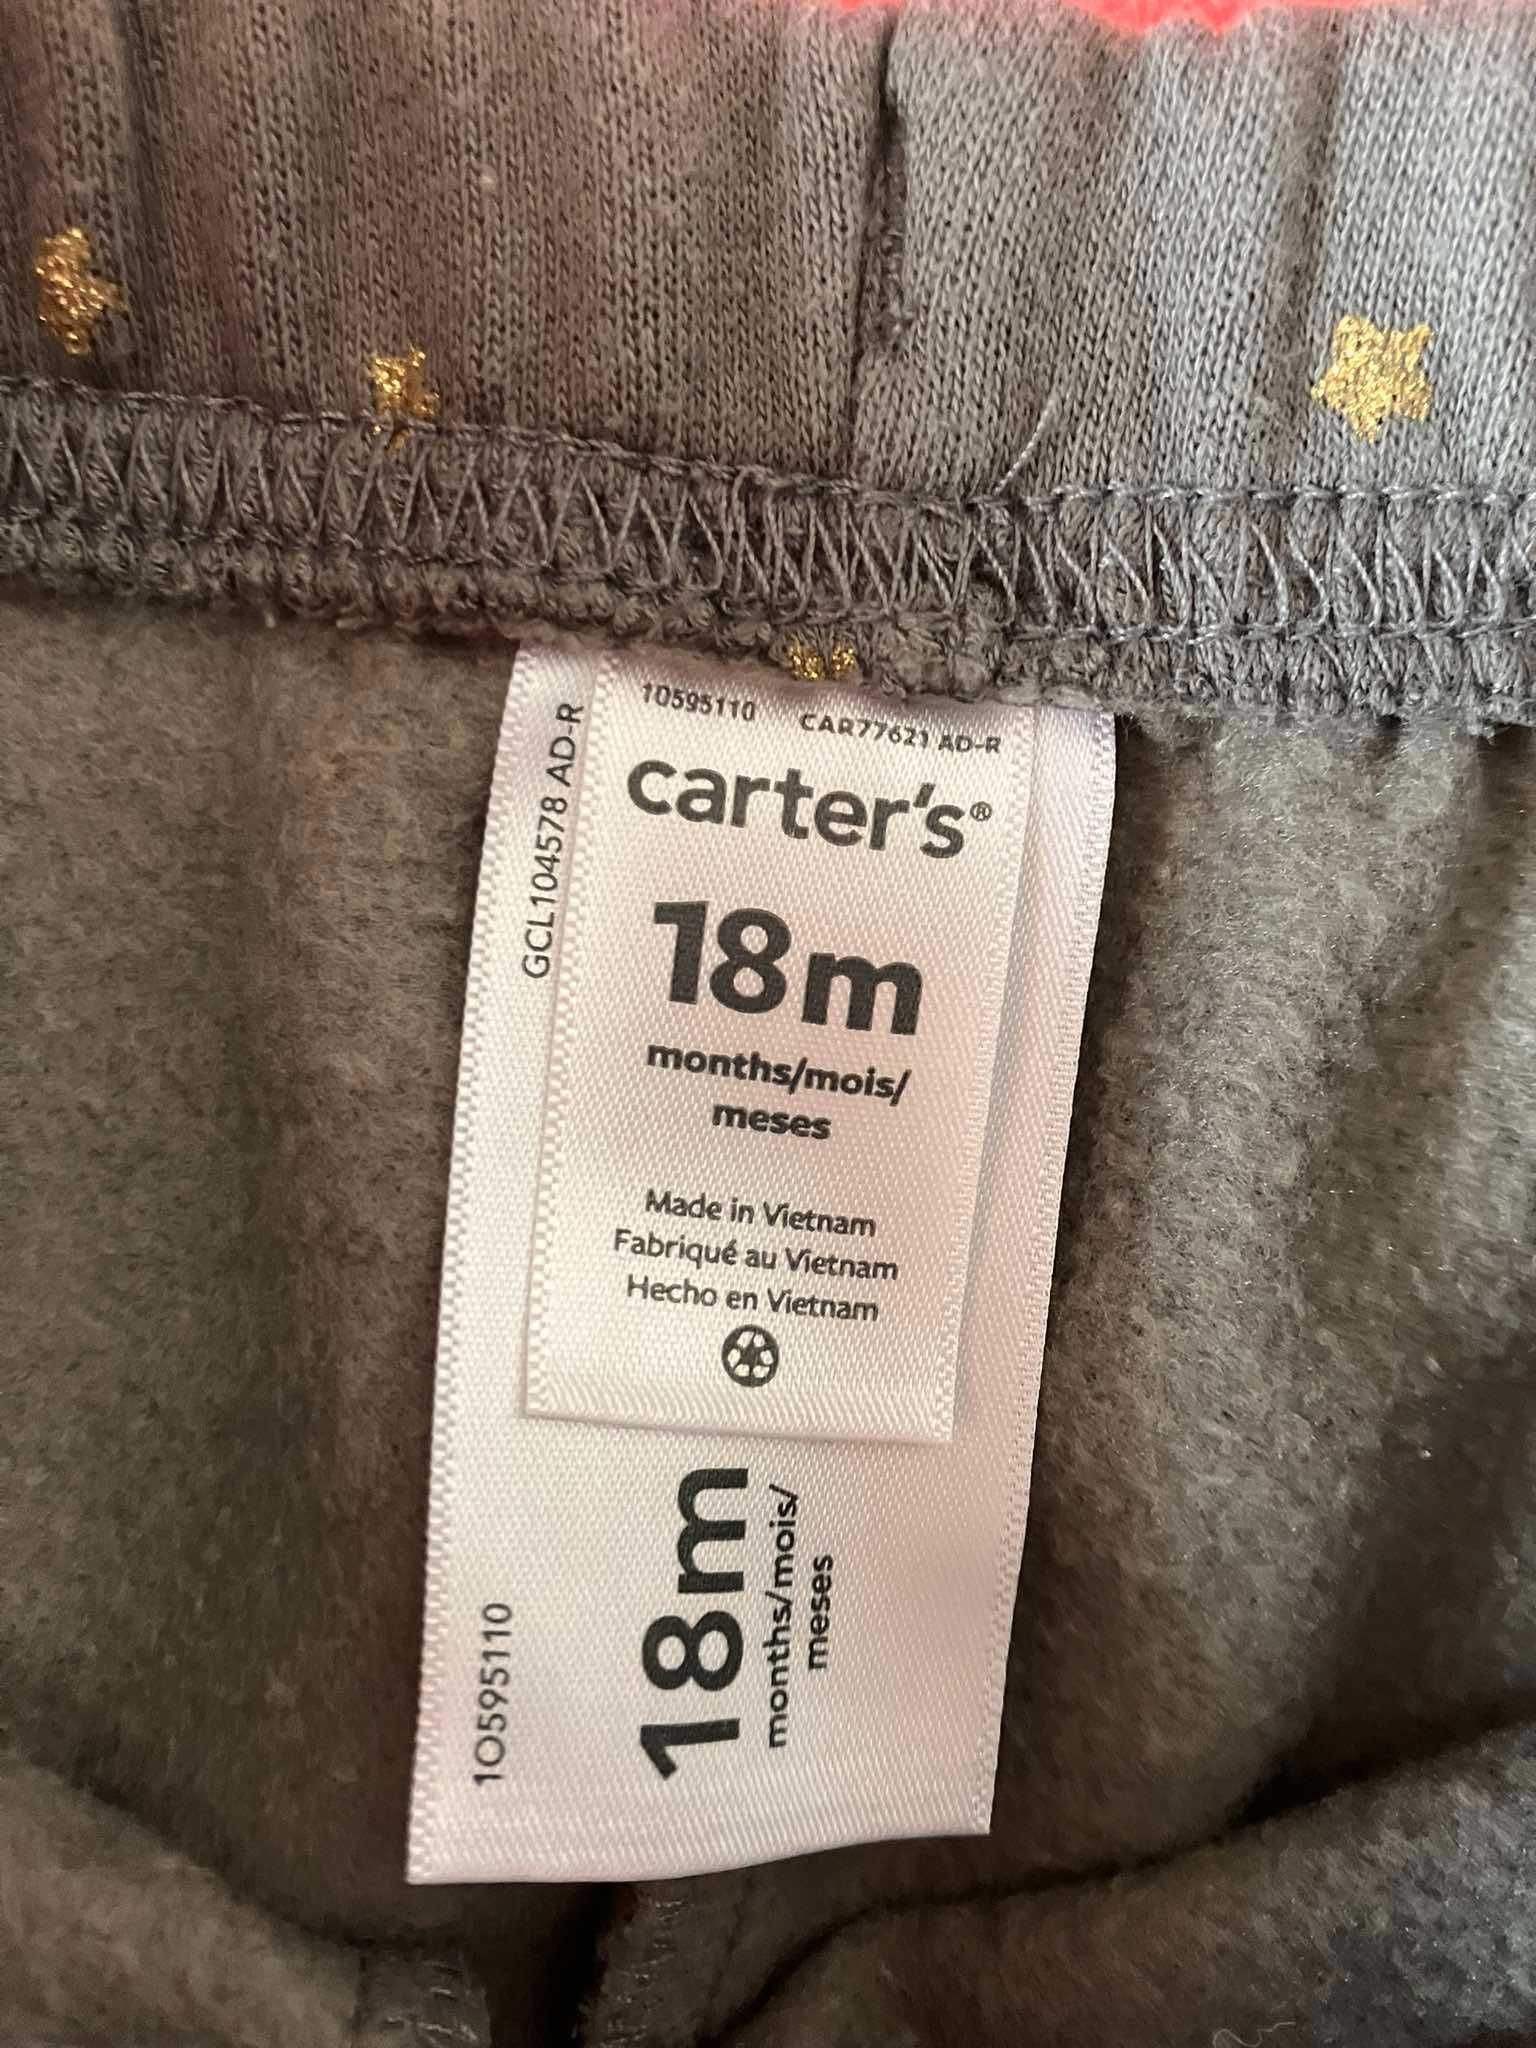 10595110 CAR77621 AD-R
carter's®
18m
months/mois/
meses
Made in Vietnam
Fabriqué au Vietnam
Hecho en Vietnam
GCL104578 AD-R
1O595110
18m
months/mois/
meses